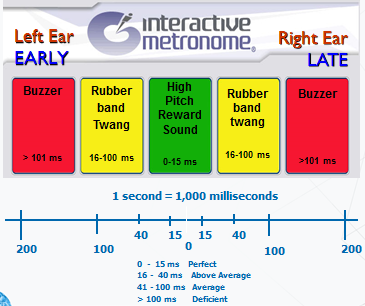 interactive
metronome®
Left Ear
EARLY
Right Ear
LATE
Buzzer
> 101 ms
Rubber
band
Twang
16-100 ms
High
Pitch
Reward
Sound
0-15 ms
Rubber
band
twang
16-100 ms
Buzzer
>101 ms
1 second = 1,000 milliseconds
200 100 40 15 0 15 40 100 200
0 - 15 ms Perfect
16 - 40 ms Above Average
41 - 100 ms Average
> 100 ms Deficient